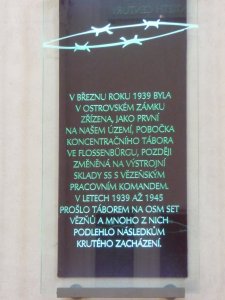 V BŘEZNU ROKU 1939 BYLA
V OSTROVSKÉM ZÁMKU
ZŘÍZENA, JAKO PRVNÍ
NA NAŠEM ÚZEMÍ, POBOČKA
KONCENTRAČNÍHO TÁBORA
VE FLOSSENBÜRGU, POZDĚJI
ZMĚNĚNÁ NA VÝSTROJNÍ
SKLADY SS S VĚZEŇSKÝM
PRACOVNÍM KOMANDEM.
V LETECH 1939 AŽ 1945
PROŠLO TÁBOREM NA OSM SET
VĚZŇŮ A MNOHO Z NICH
PODLEHLO NÁSLEDKŮM
KRUTÉHO ZACHÁZENÍ.